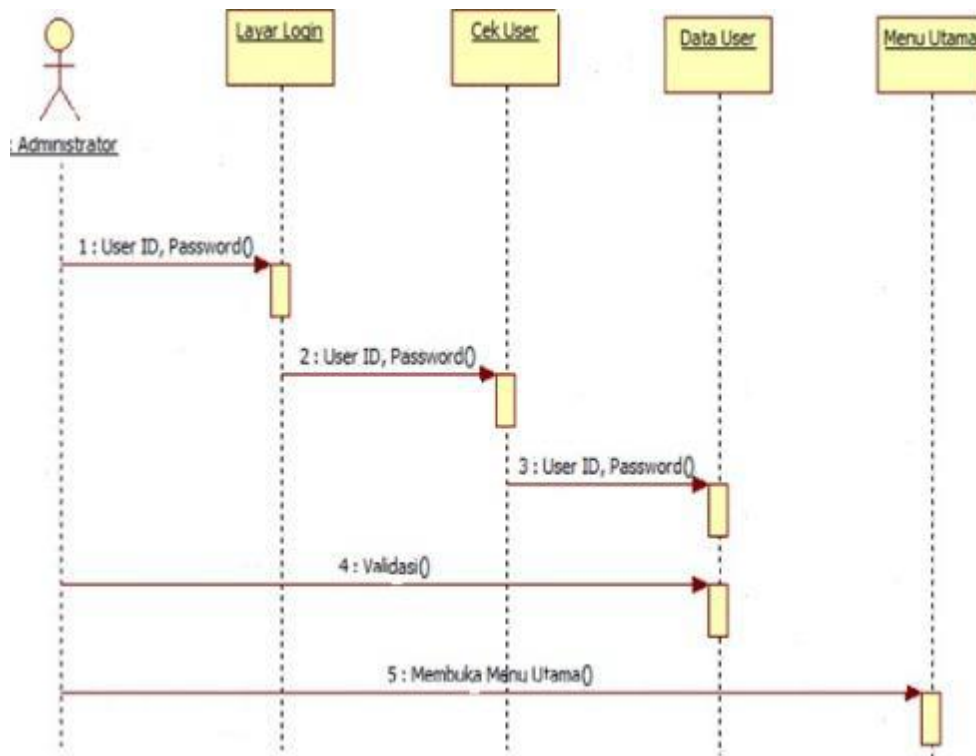 Layar Login
Cek User
Data User
Menu Utama
: Administrator
1 : User ID, Password()
2 : User ID, Password()
3 : User ID, Password()
4 : Validasi()
5 : Membuka Menu Utama()